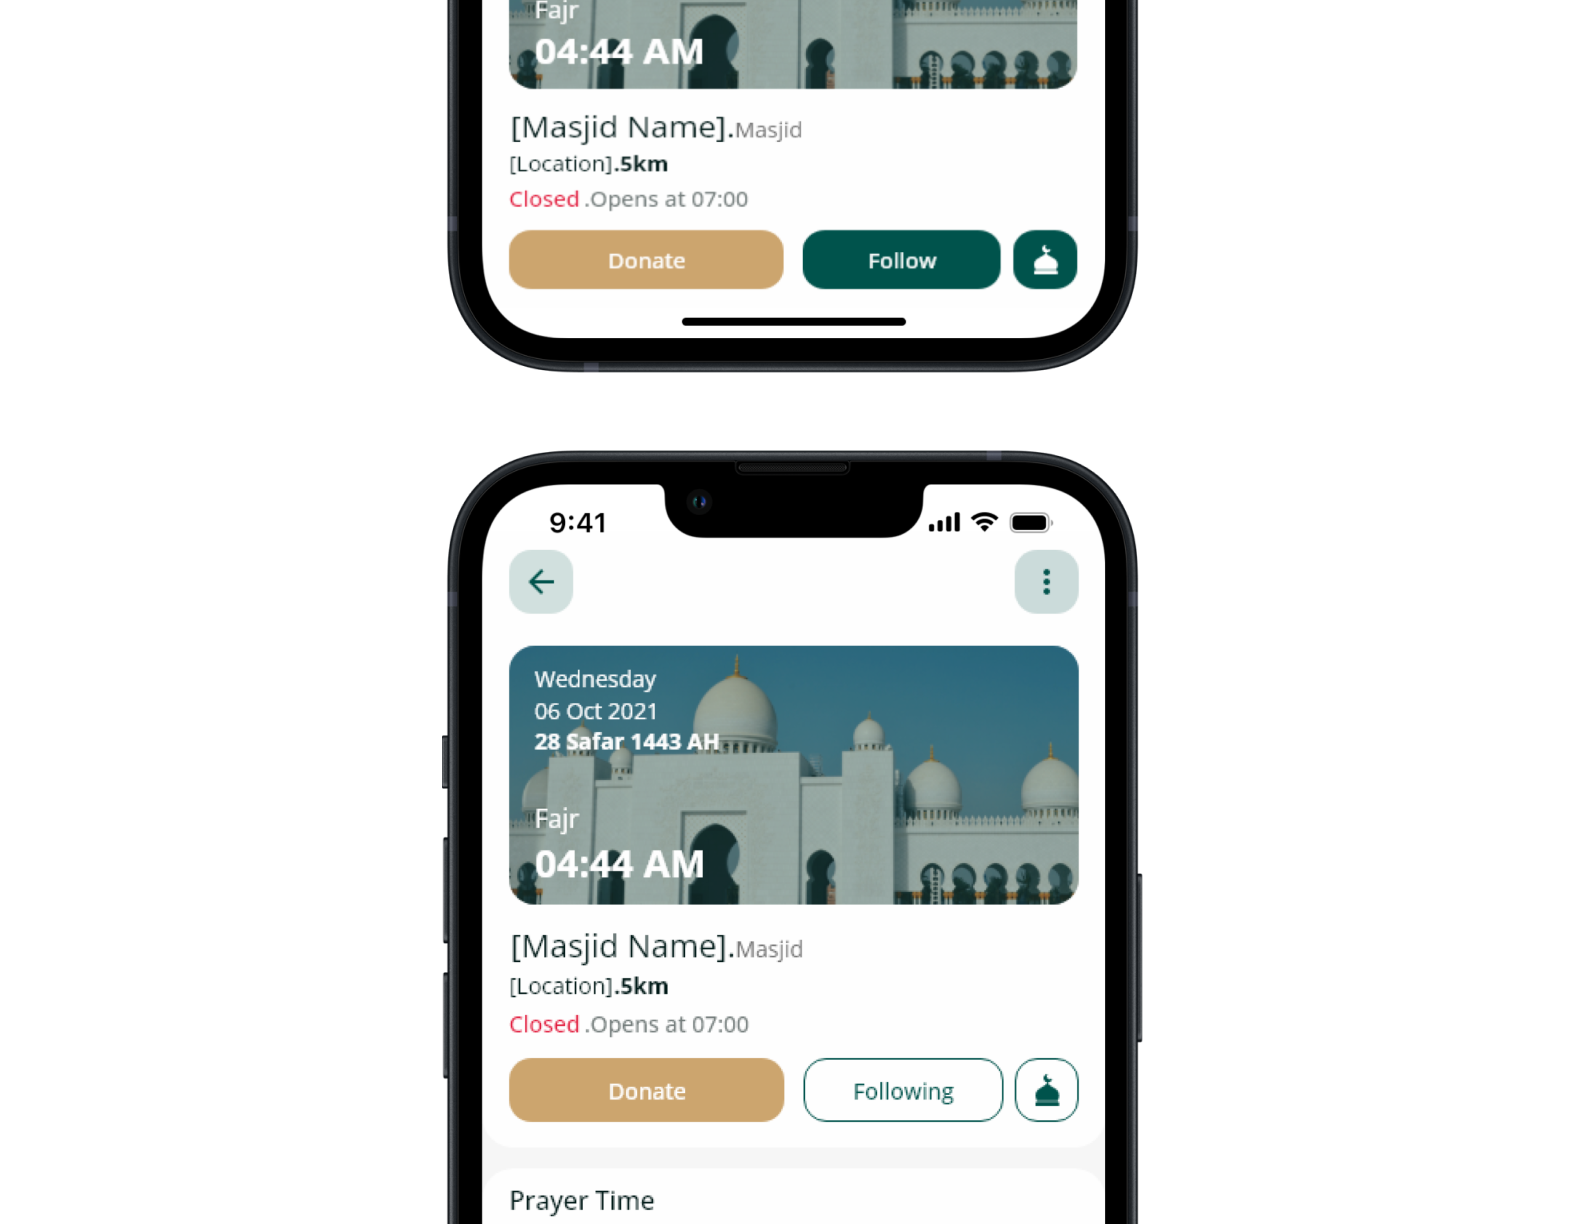 Fajr
04:44 AM
[Masjid Name].Masjid
[Location].5km
Closed .Opens at 07:00
Donate
Follow
9:41
Wednesday
06 Oct 2021
28 Safar 1443 AH
Fajr
04:44 AM
[Masjid Name].Masjid
[Location].5km
Closed .Opens at 07:00
Donate
Following
Prayer Time